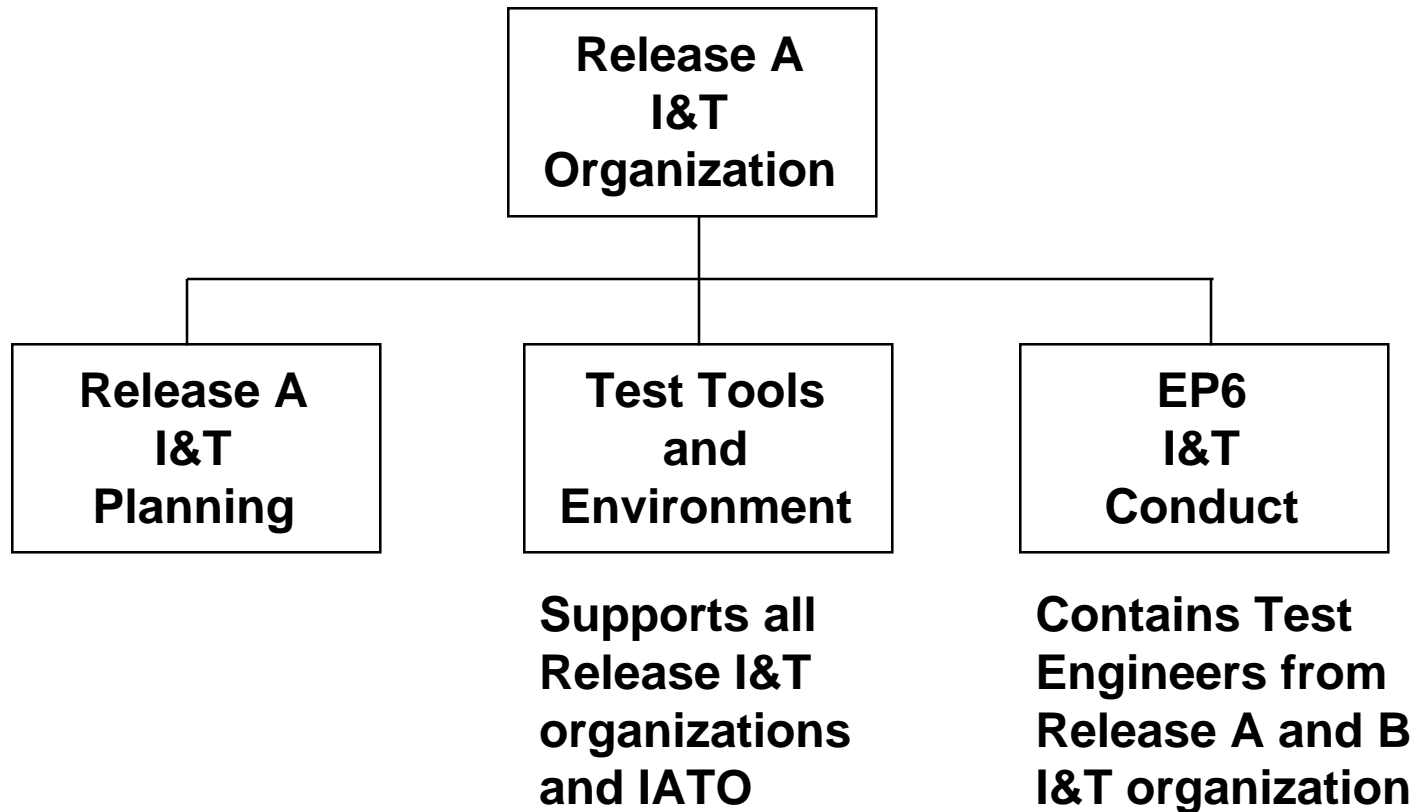 Release A
I&T
Organization
Release A
I&T
Planning
Test Tools
and
Environment
EP6
I&T
Conduct
Supports all
Release I&T
organizations
and IATO
Contains Test
Engineers from
Release A and B
I&T organization